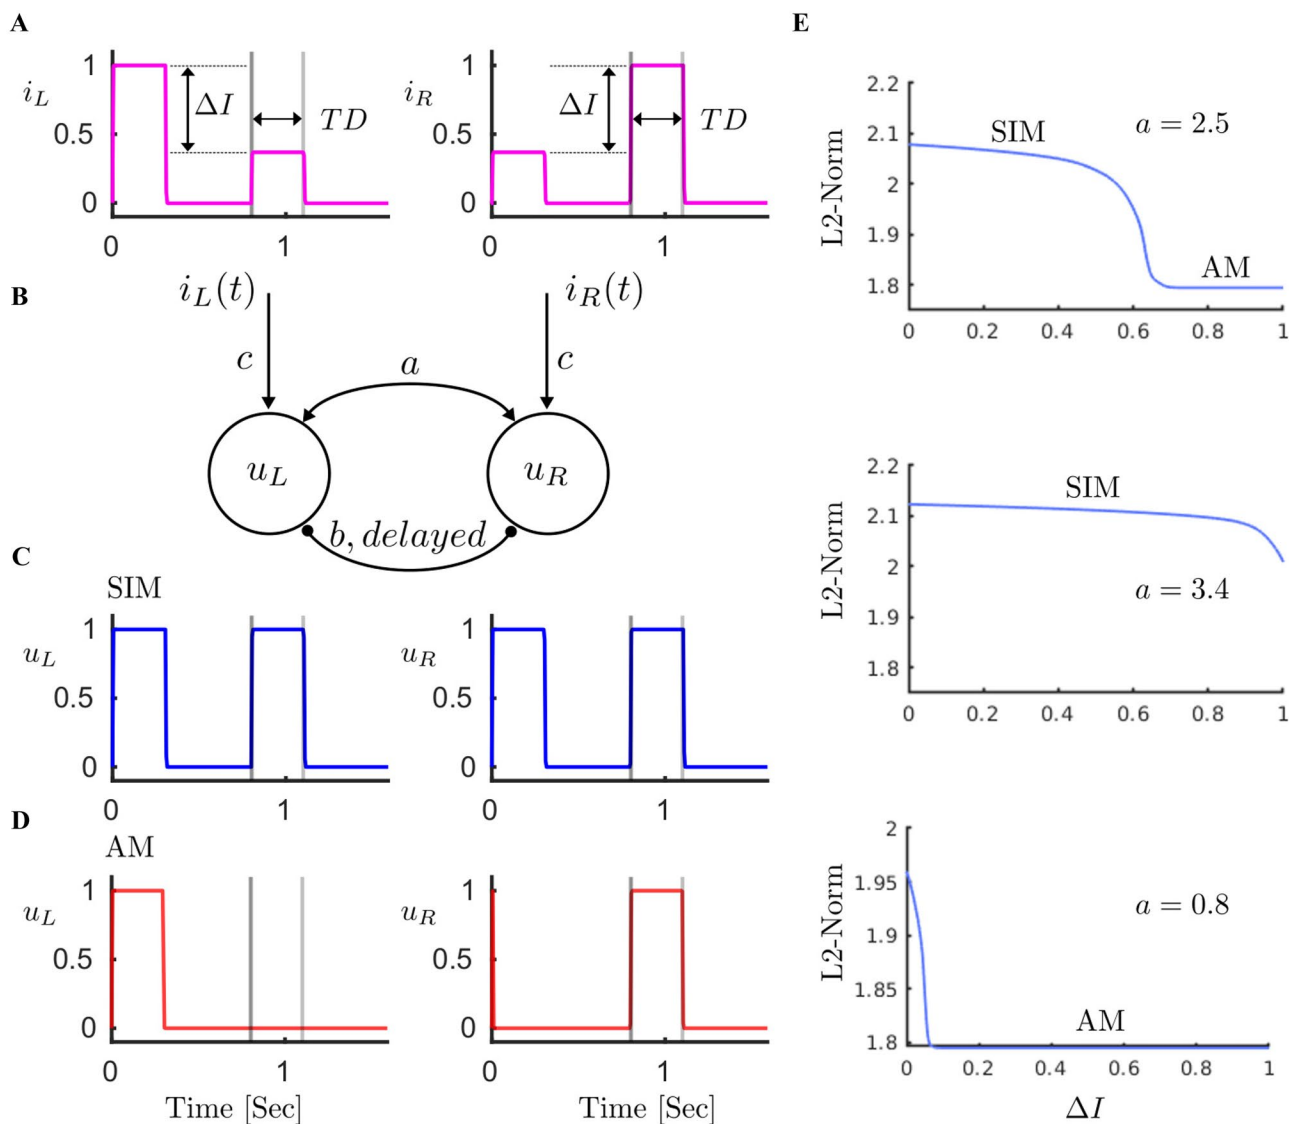 A
1
0.5
0
i_L
ΔI
TD
0
1
1
0.5
0
i_R
ΔI
TD
0
1
B
i_L(t)
i_R(t)
c
c
a
u_L
u_R
b, delayed
C
SIM
1
0.5
0
u_L
0
1
1
0.5
0
u_R
0
1
D
AM
1
0.5
0
u_L
0
1
Time [Sec]
1
0.5
0
u_R
0
1
Time [Sec]
E
2.2
2.1
2
1.9
1.8
L2-Norm
SIM
a = 2.5
AM
0 0.2 0.4 0.6 0.8 1
2.2
2.1
2
1.9
1.8
L2-Norm
SIM
a = 3.4
0 0.2 0.4 0.6 0.8 1
2
1.95
1.9
1.85
1.8
L2-Norm
a = 0.8
AM
0 0.2 0.4 0.6 0.8 1
ΔI